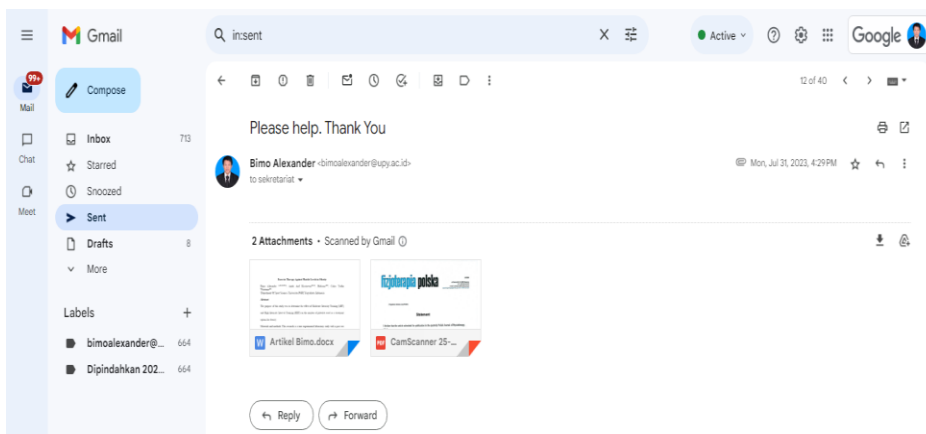 Gmail
in:sent
Active
Google
99+
Mail
Compose
12 of 40
Chat
Meet
Inbox 713
Starred
Snoozed
Sent
Drafts 8
More
Labels
bimoalexander@... 664
Dipindahkan 202... 664
Please help. Thank You
Bimo Alexander <bimoalexander@upy.ac.id>
Mon, Jul 31, 2023, 4:29 PM
to sekretariat
2 Attachments • Scanned by Gmail
fizjoterapia polska
Artikel Bimo.docx
CamScanner 25-...
Reply
Forward